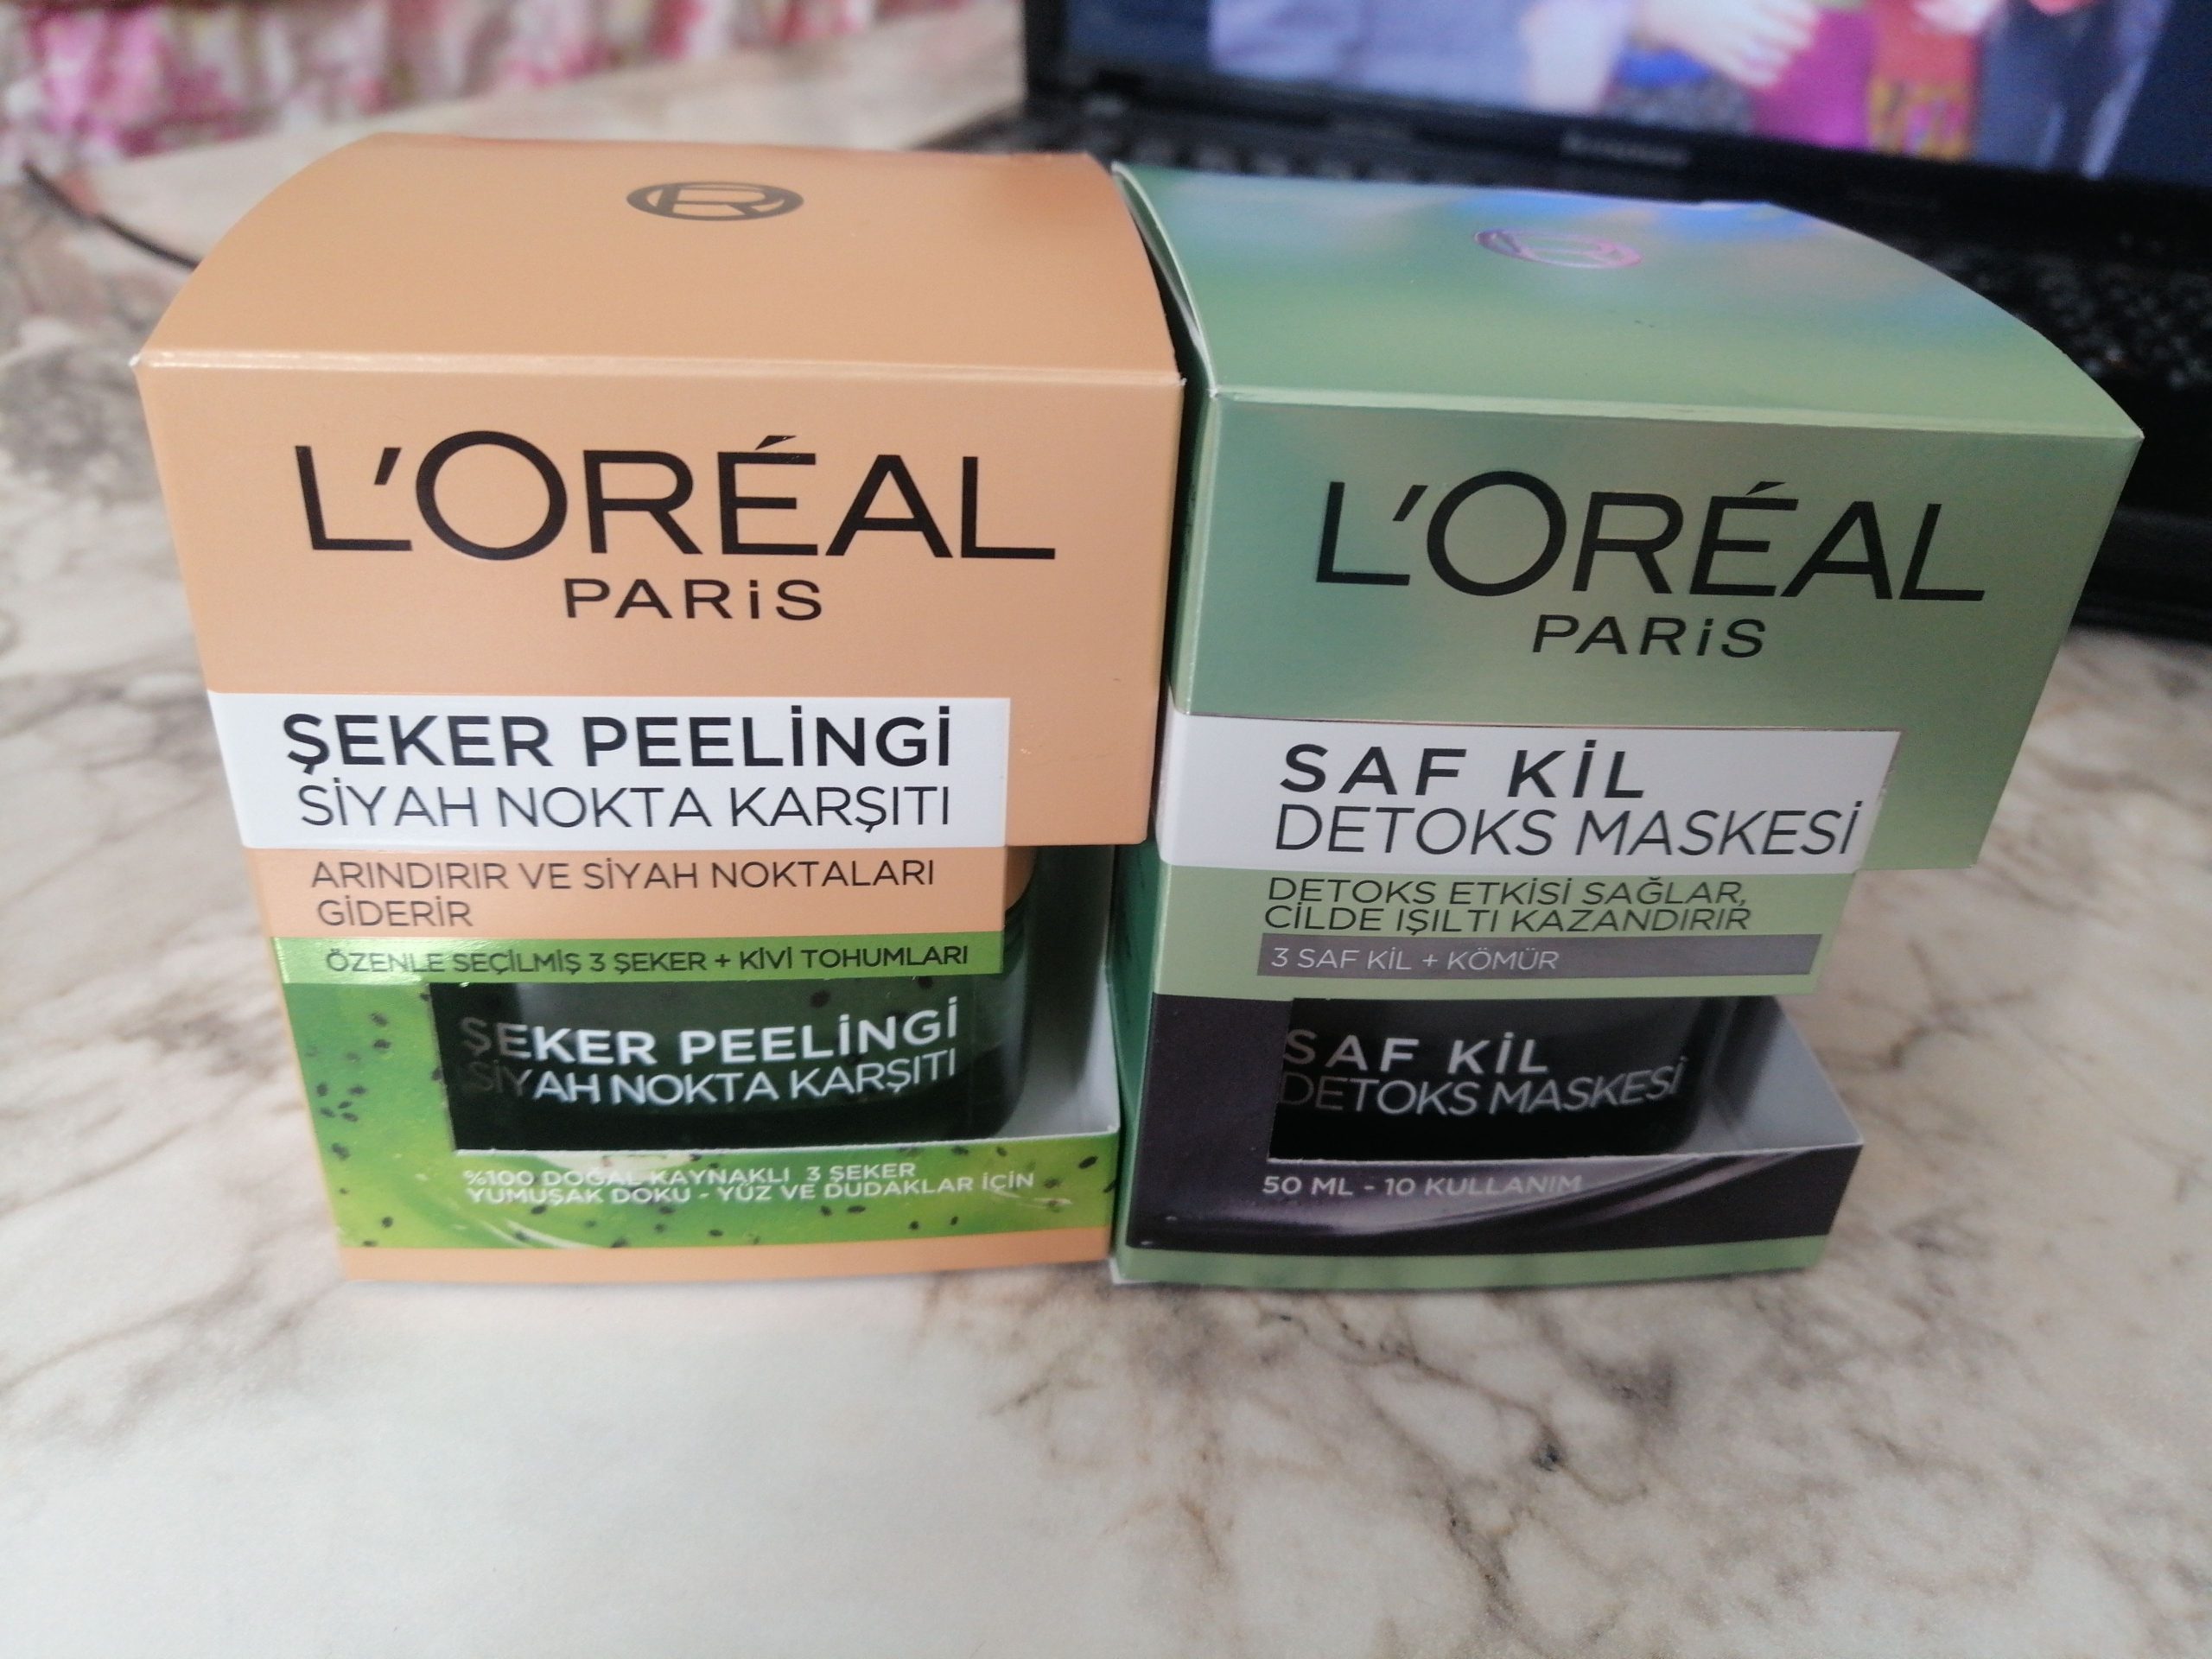 L'ORÉAL
PARiS
ŞEKER PEELİNGİ
SİYAH NOKTA KARŞITI
ARINDIRIR VE SİYAH NOKTALARI
GİDERİR
ÖZENLE SEÇİLMİŞ 3 ŞEKER + KİVİ TOHUMLARI
ŞEKER PEELİNGİ
SİYAH NOKTA KARŞITI
%100 DOĞAL KAYNAKLI 3 ŞEKER
YUMUŞAK DOKU - YÜZ VE DUDAKLAR İÇİN
L'ORÉAL
PARiS
SAF KİL
DETOKS MASKESİ
DETOKS ETKİSİ SAĞLAR,
CİLDE IŞILTI KAZANDIRIR
3 SAF KİL + KÖMÜR
SAF KİL
DETOKS MASKESİ
50 ML - 10 KULLANIM